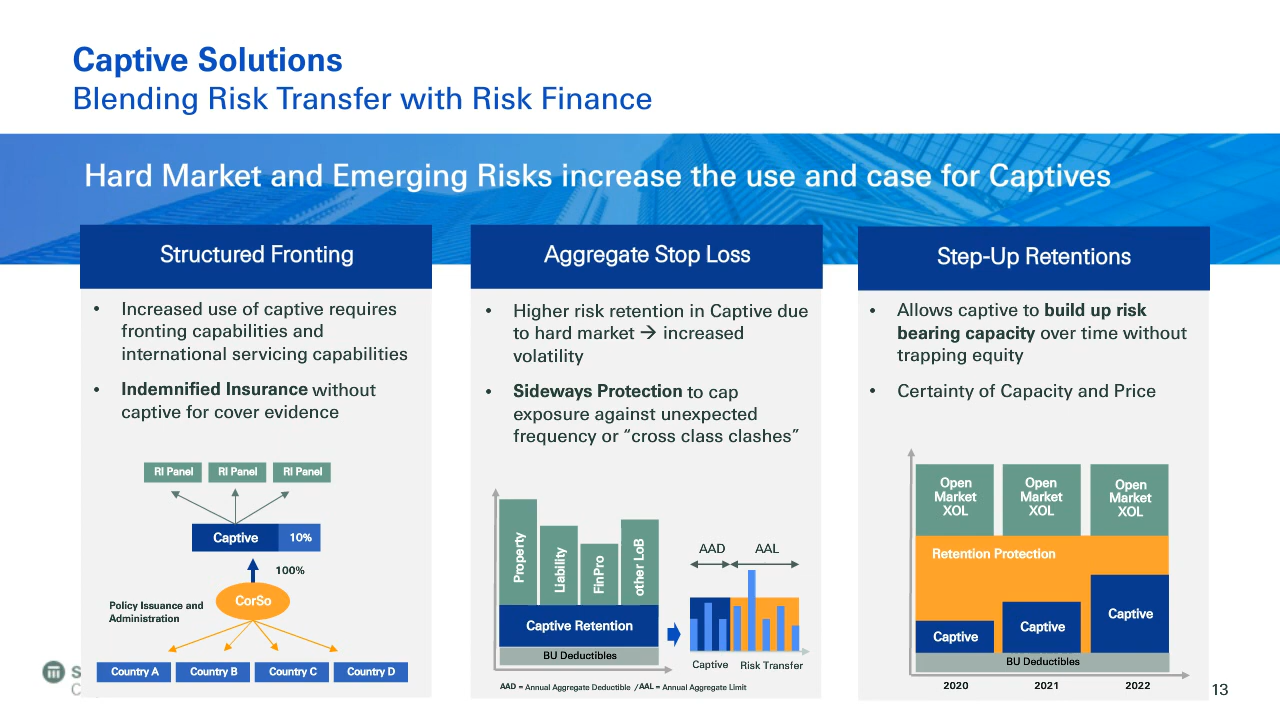 Captive Solutions
Blending Risk Transfer with Risk Finance
Hard Market and Emerging Risks increase the use and case for Captives
Structured Fronting
• Increased use of captive requires
fronting capabilities and
international servicing capabilities
• Indemnified Insurance without
captive for cover evidence
RI Panel RI Panel RI Panel
Captive 10%
100%
CorSo
Policy Issuance and
Administration
Country A Country B Country C Country D
Aggregate Stop Loss
• Higher risk retention in Captive due
to hard market → increased
volatility
• Sideways Protection to cap
exposure against unexpected
frequency or “cross class clashes”
Property
Liability
FinPro
other LoB
Captive Retention
BU Deductibles
AAD AAL
Captive Risk Transfer
AAD = Annual Aggregate Deductible / AAL = Annual Aggregate Limit
Step-Up Retentions
• Allows captive to build up risk
bearing capacity over time without
trapping equity
• Certainty of Capacity and Price
Open
Market
XOL
Open
Market
XOL
Open
Market
XOL
Retention Protection
Captive
Captive
Captive
BU Deductibles
2020 2021 2022
S
C
13